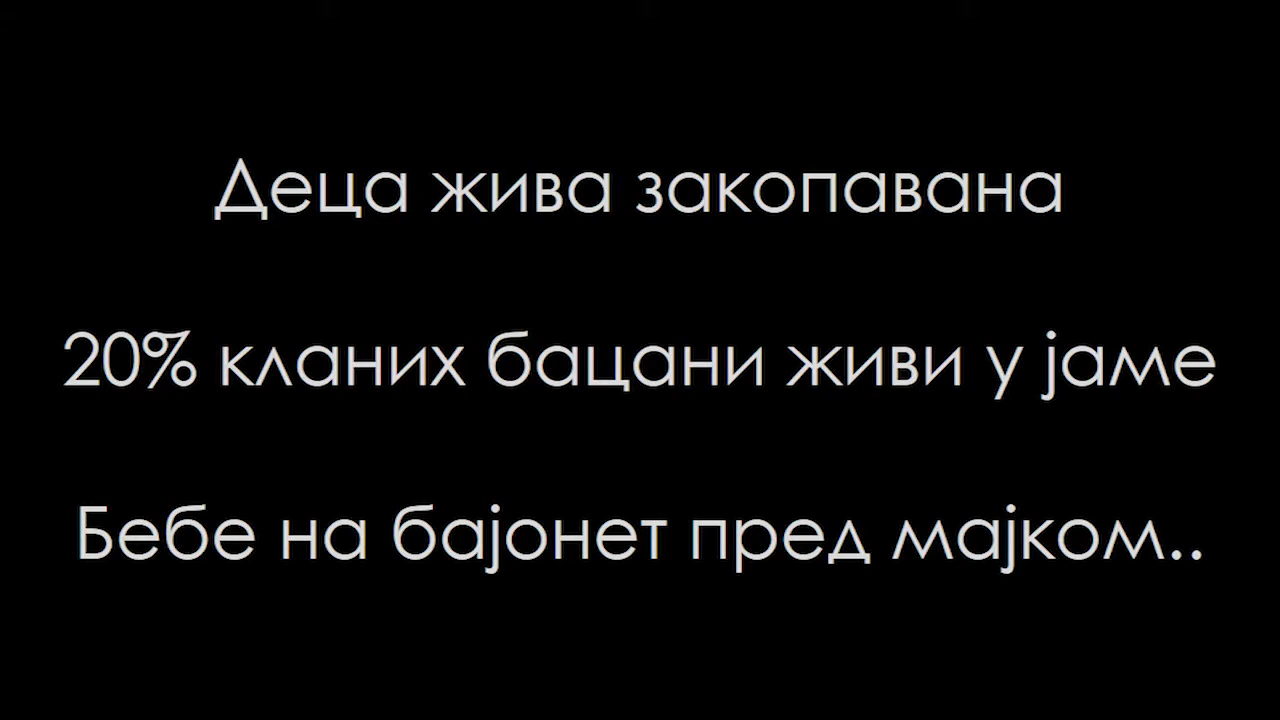 Деца жива закопавана
20% кланих бацани живи у јаме
Бебе на бајонет пред мајком..